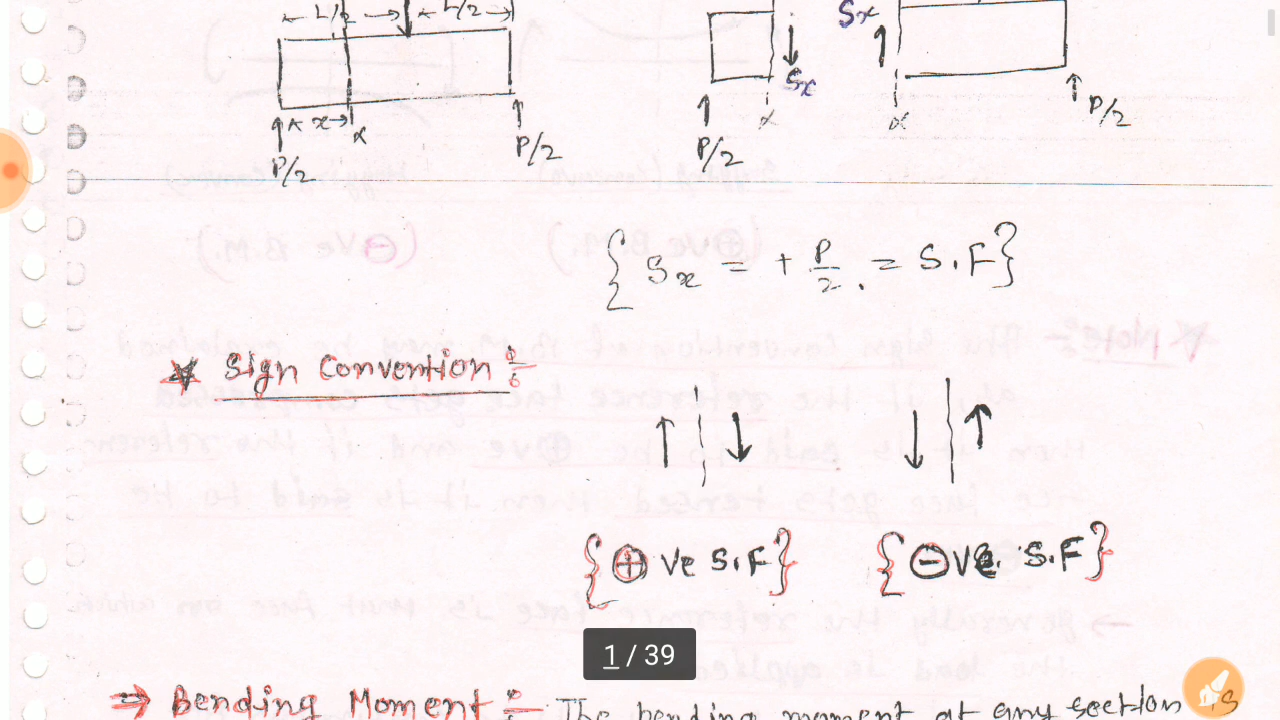 L/2 L/2
Sx
Sx
x x x x
P/2 P/2 P/2 P/2
{ Sx = + P/2 . = S.F }
* Sign Convention :-
{ ⊕ ve S.F } { ⊖ ve S.F }
1 / 39
⇒ Bending Moment :- The bending moment at any section is